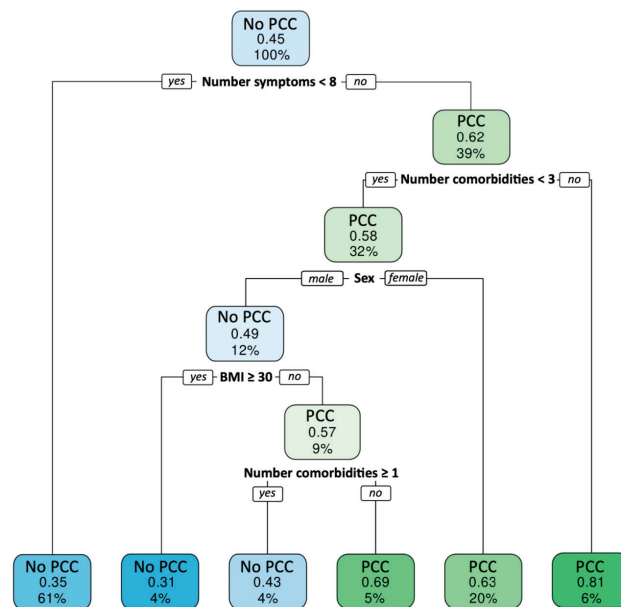 No PCC
0.45
100%
yes Number symptoms < 8 no
PCC
0.62
39%
yes Number comorbidities < 3 no
PCC
0.58
32%
male Sex female
No PCC
0.49
12%
yes BMI ≥ 30 no
PCC
0.57
9%
Number comorbidities ≥ 1
yes no
No PCC No PCC No PCC PCC PCC PCC
0.35 0.31 0.43 0.69 0.63 0.81
61% 4% 4% 5% 20% 6%